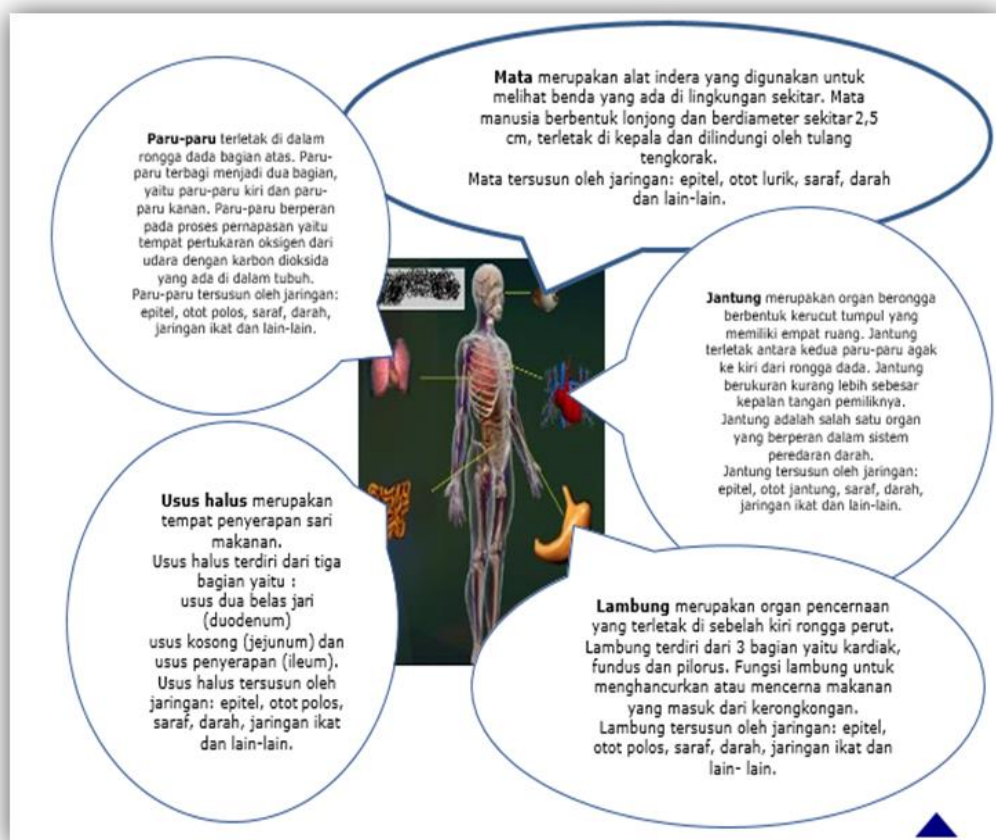 Mata merupakan alat indera yang digunakan untuk
melihat benda yang ada di lingkungan sekitar. Mata
manusia berbentuk lonjong dan berdiameter sekitar 2,5
cm, terletak di kepala dan dilindungi oleh tulang
tengkorak.
Mata tersusun oleh jaringan: epitel, otot lurik, saraf, darah
dan lain-lain.
Paru-paru terletak di dalam
rongga dada bagian atas. Paru-
paru terbagi menjadi dua bagian,
yaitu paru-paru kiri dan paru-
paru kanan. Paru-paru berperan
pada proses pernapasan yaitu
tempat pertukaran oksigen dari
udara dengan karbon dioksida
yang ada di dalam tubuh.
Paru-paru tersusun oleh jaringan:
epitel, otot polos, saraf, darah,
jaringan ikat dan lain-lain.
Jantung merupakan organ berongga
berbentuk kerucut tumpul yang
memiliki empat ruang. Jantung
terletak antara kedua paru-paru agak
ke kiri dari rongga dada. Jantung
berukuran kurang lebih sebesar
kepalan tangan pemiliknya.
Jantung adalah salah satu organ
yang berperan dalam sistem
peredaran darah.
Jantung tersusun oleh jaringan:
epitel, otot jantung, saraf, darah,
jaringan ikat dan lain-lain.
Usus halus merupakan
tempat penyerapan sari
makanan.
Usus halus terdiri dari tiga
bagian yaitu :
usus dua belas jari
(duodenum)
usus kosong (jejunum) dan
usus penyerapan (ileum).
Usus halus tersusun oleh
jaringan: epitel, otot polos,
saraf, darah, jaringan ikat
dan lain-lain.
Lambung merupakan organ pencernaan
yang terletak di sebelah kiri rongga perut.
Lambung terdiri dari 3 bagian yaitu kardiak,
fundus dan pilorus. Fungsi lambung untuk
menghancurkan atau mencerna makanan
yang masuk dari kerongkongan.
Lambung tersusun oleh jaringan: epitel,
otot polos, saraf, darah, jaringan ikat dan
lain- lain.